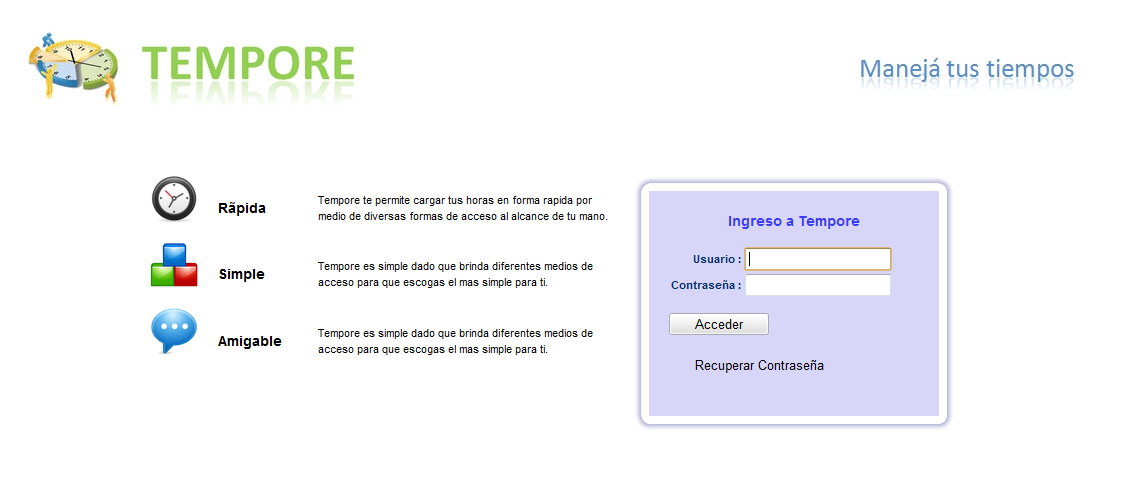 TEMPORE
Manejá tus tiempos
Rãpida
Tempore te permite cargar tus horas en forma rapida por
medio de diversas formas de acceso al alcance de tu mano.
Simple
Tempore es simple dado que brinda diferentes medios de
acceso para que escogas el mas simple para ti.
Amigable
Tempore es simple dado que brinda diferentes medios de
acceso para que escogas el mas simple para ti.
Ingreso a Tempore
Usuario :
Contraseña :
Acceder
Recuperar Contraseña